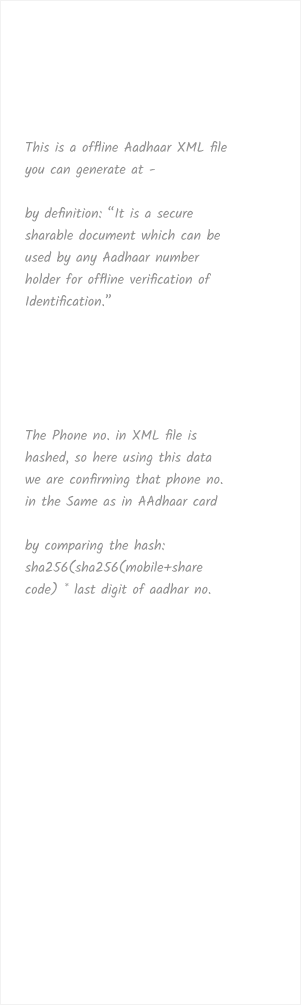 This is a offline Aadhaar XML file
you can generate at -
by definition: “It is a secure
sharable document which can be
used by any Aadhaar number
holder for offline verification of
Identification.”
The Phone no. in XML file is
hashed, so here using this data
we are confirming that phone no.
in the Same as in AAdhaar card
by comparing the hash:
sha256(sha256(mobile+share
code) * last digit of aadhar no.